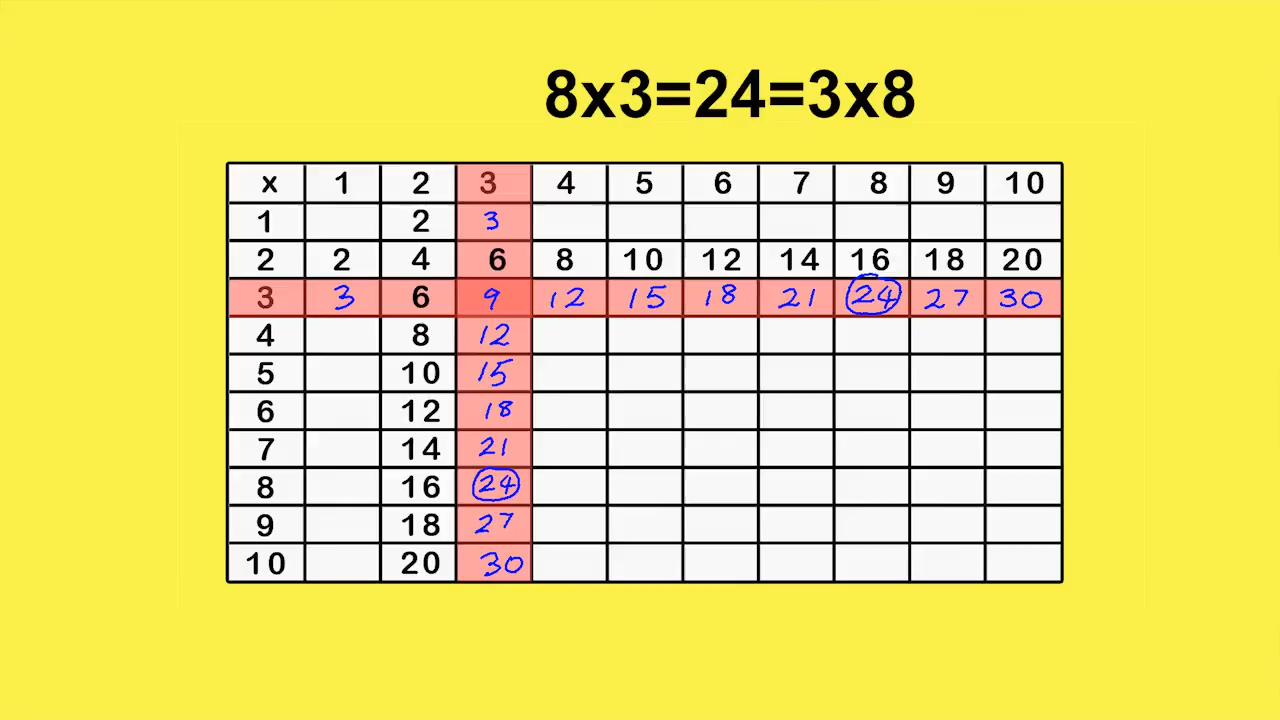 8x3=24=3x8
x 1 2 3 4 5 6 7 8 9 10
1 2 3
2 2 4 6 8 10 12 14 16 18 20
3 3 6 9 12 15 18 21 24 27 30
4 8 12
5 10 15
6 12 18
7 14 21
8 16 24
9 18 27
10 20 30